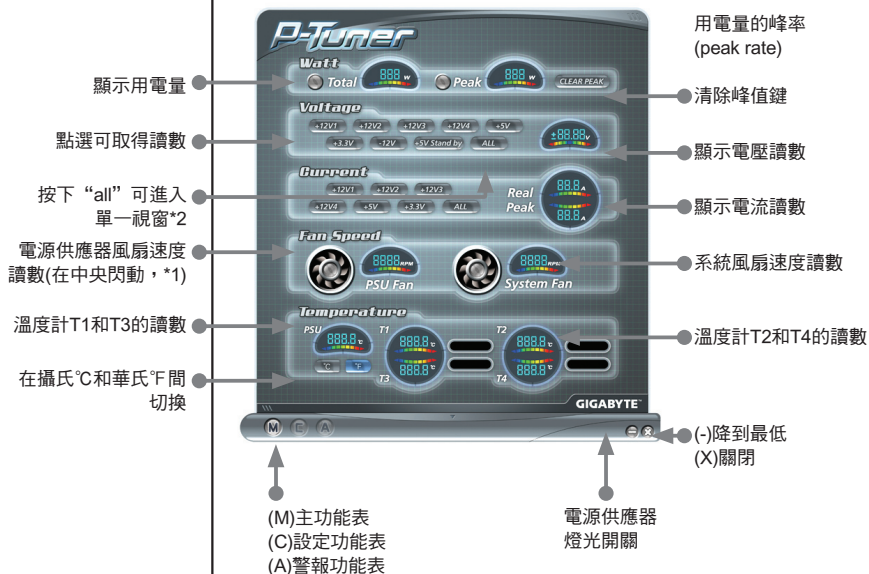 P-Tuner
用電量的峰率
(peak rate)
Watt
Total
888 W
Peak
888 W
CLEAR PEAK
顯示用電量
清除峰值鍵
Voltage
+12V1 +12V2 +12V3 +12V4 +5V
+3.3V -12V +5V Stand by ALL
±88.88V
點選可取得讀數
顯示電壓讀數
Current
+12V1 +12V2 +12V3
+12V4 +5V +3.3V ALL
Real
Peak
88.8 A
88.8 A
按下“all”可進入
單一視窗*2
顯示電流讀數
Fan Speed
8888 RPM
PSU Fan
8888 RPM
System Fan
電源供應器風扇速度
讀數(在中央閃動，*1)
系統風扇速度讀數
Temperature
PSU
888.8 ℃
℃ ℉
T1
888.8 ℃
888.8 ℃
T3
T2
888.8 ℃
888.8 ℃
T4
溫度計T1和T3的讀數
溫度計T2和T4的讀數
在攝氏℃和華氏℉間
切換
GIGABYTE™
M C A
(-)降到最低
(X)關閉
(M)主功能表
(C)設定功能表
(A)警報功能表
電源供應器
燈光開關